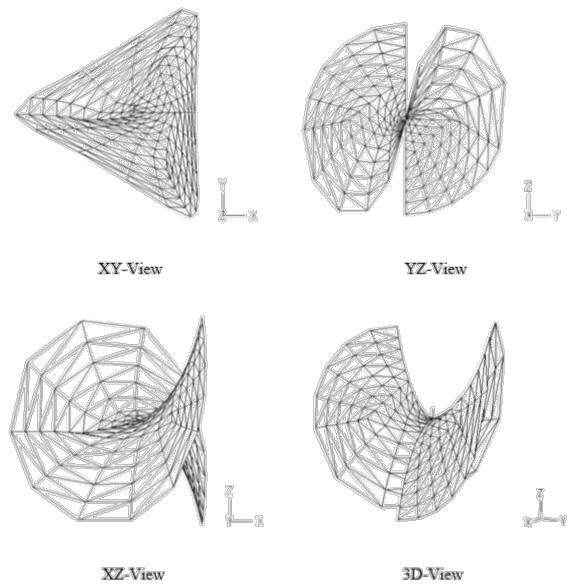 Y
Z X
Z
X Y
XY-View
YZ-View
Z
Y X
Z
X Y
XZ-View
3D-View